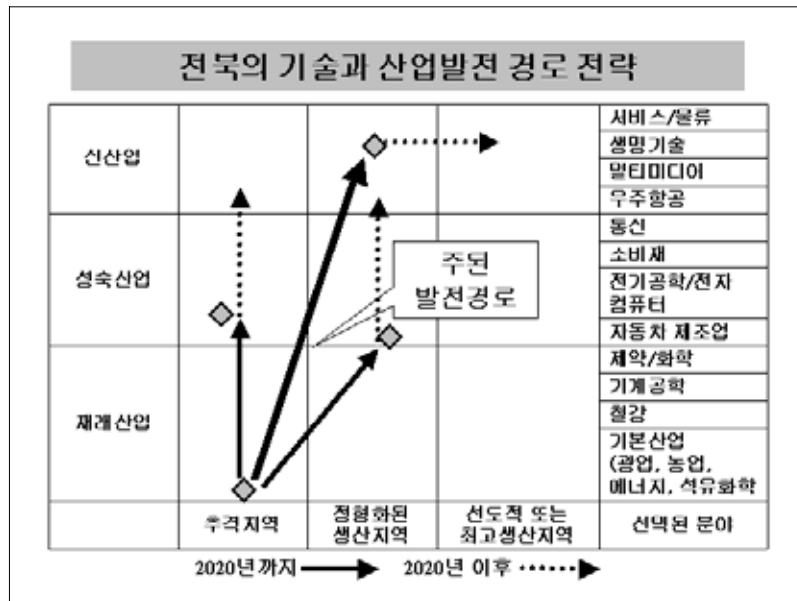 전북의 기술과 산업발전 경로 전략
신산업
서비스/물류
생명기술
멀티미디어
우주항공
성숙산업
통신
소비재
전기공학/전자
컴퓨터
자동차 제조업
주된
발전경로
재래산업
제약/화학
기계공학
철강
기본산업
(광업, 농업,
에너지, 석유화학
추격지역
정형화된
생산지역
선도적 또는
최고생산지역
선택된 분야
2020년까지
2020년 이후